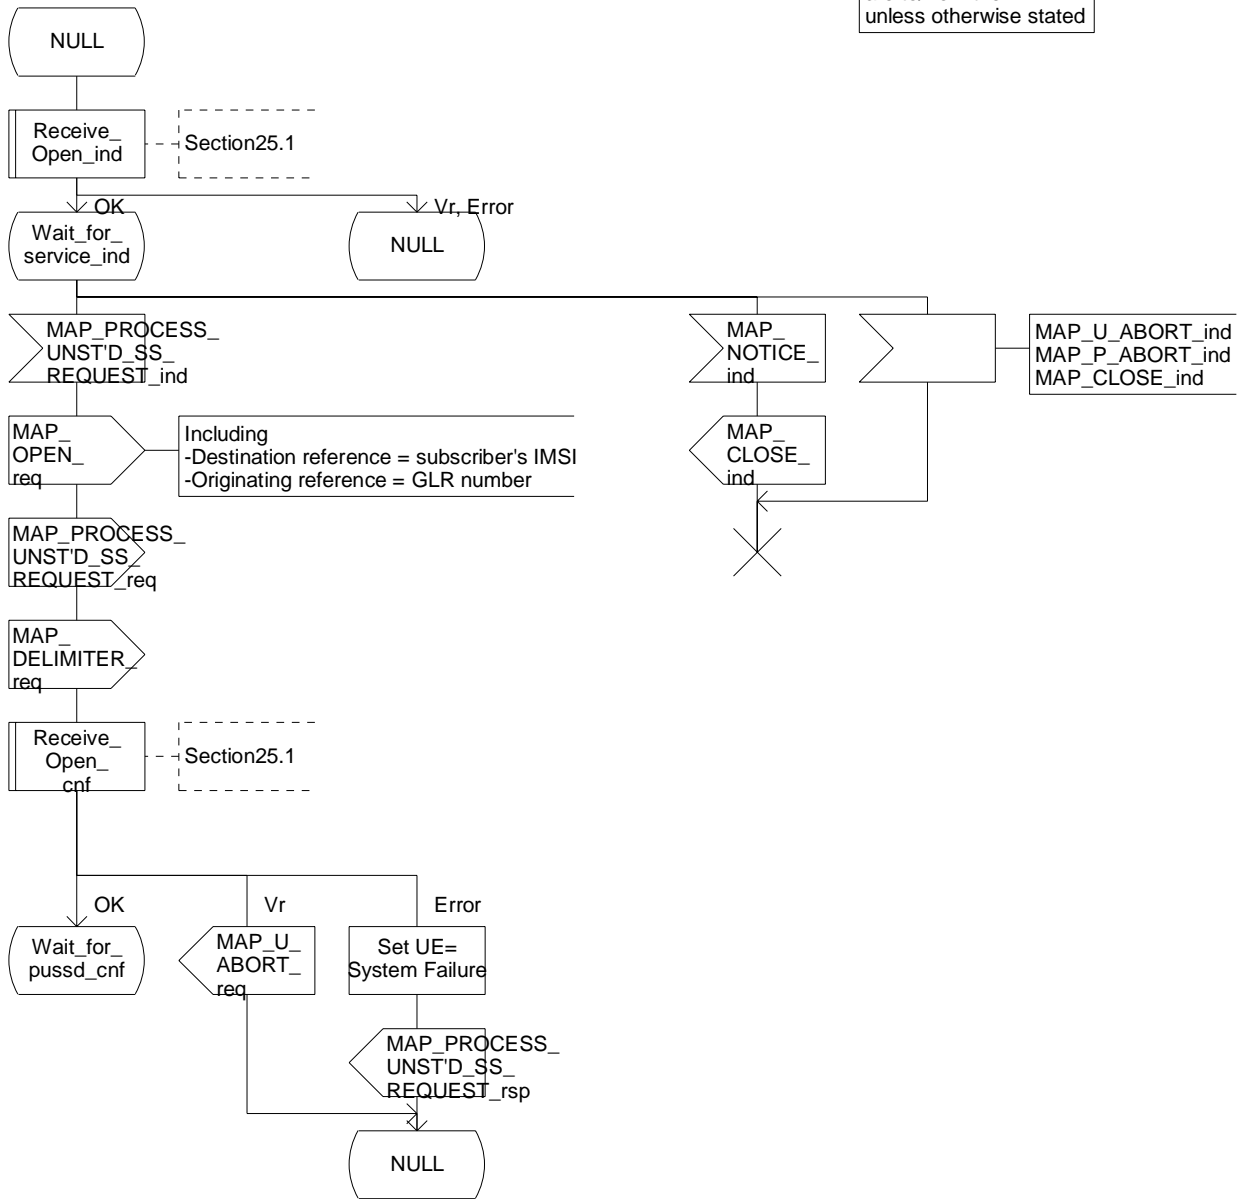 unless otherwise stated
NULL
Receive_
Open_ind
Section25.1
OK
Vr, Error
Wait_for_
service_ind
NULL
MAP_PROCESS_
UNST'D_SS_
REQUEST_ind
MAP_
NOTICE_
ind
MAP_U_ABORT_ind
MAP_P_ABORT_ind
MAP_CLOSE_ind
MAP_
OPEN_
req
Including
-Destination reference = subscriber's IMSI
-Originating reference = GLR number
MAP_
CLOSE_
ind
MAP_PROCESS_
UNST'D_SS_
REQUEST_req
MAP_
DELIMITER_
req
Receive_
Open_
cnf
Section25.1
OK
Vr
Error
Wait_for_
pussd_cnf
MAP_U_
ABORT_
req
Set UE=
System Failure
MAP_PROCESS_
UNST'D_SS_
REQUEST_rsp
NULL